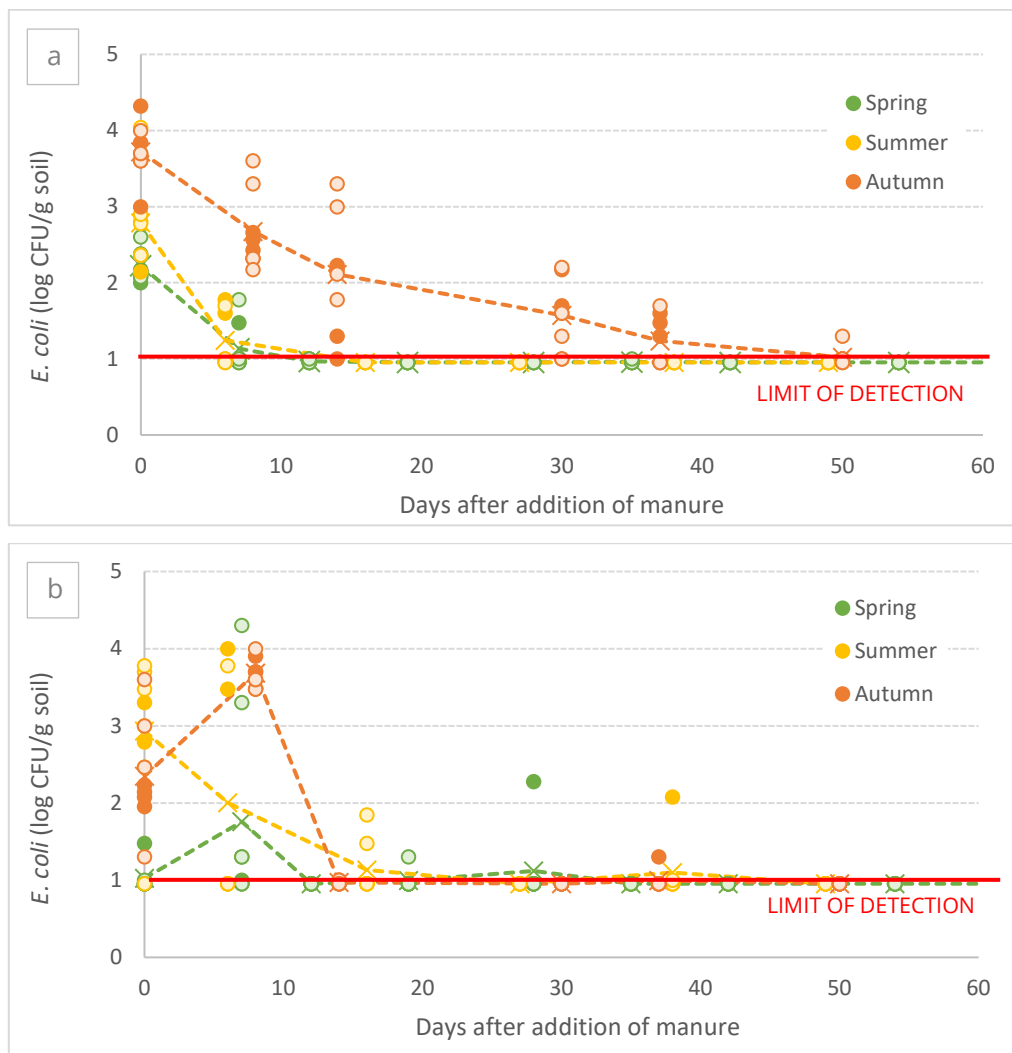 a
5
4
3
2
1
0
E. coli (log CFU/g soil)
Spring
Summer
Autumn
LIMIT OF DETECTION
0 10 20 30 40 50 60
Days after addition of manure
b
5
4
3
2
1
0
E. coli (log CFU/g soil)
Spring
Summer
Autumn
LIMIT OF DETECTION
0 10 20 30 40 50 60
Days after addition of manure